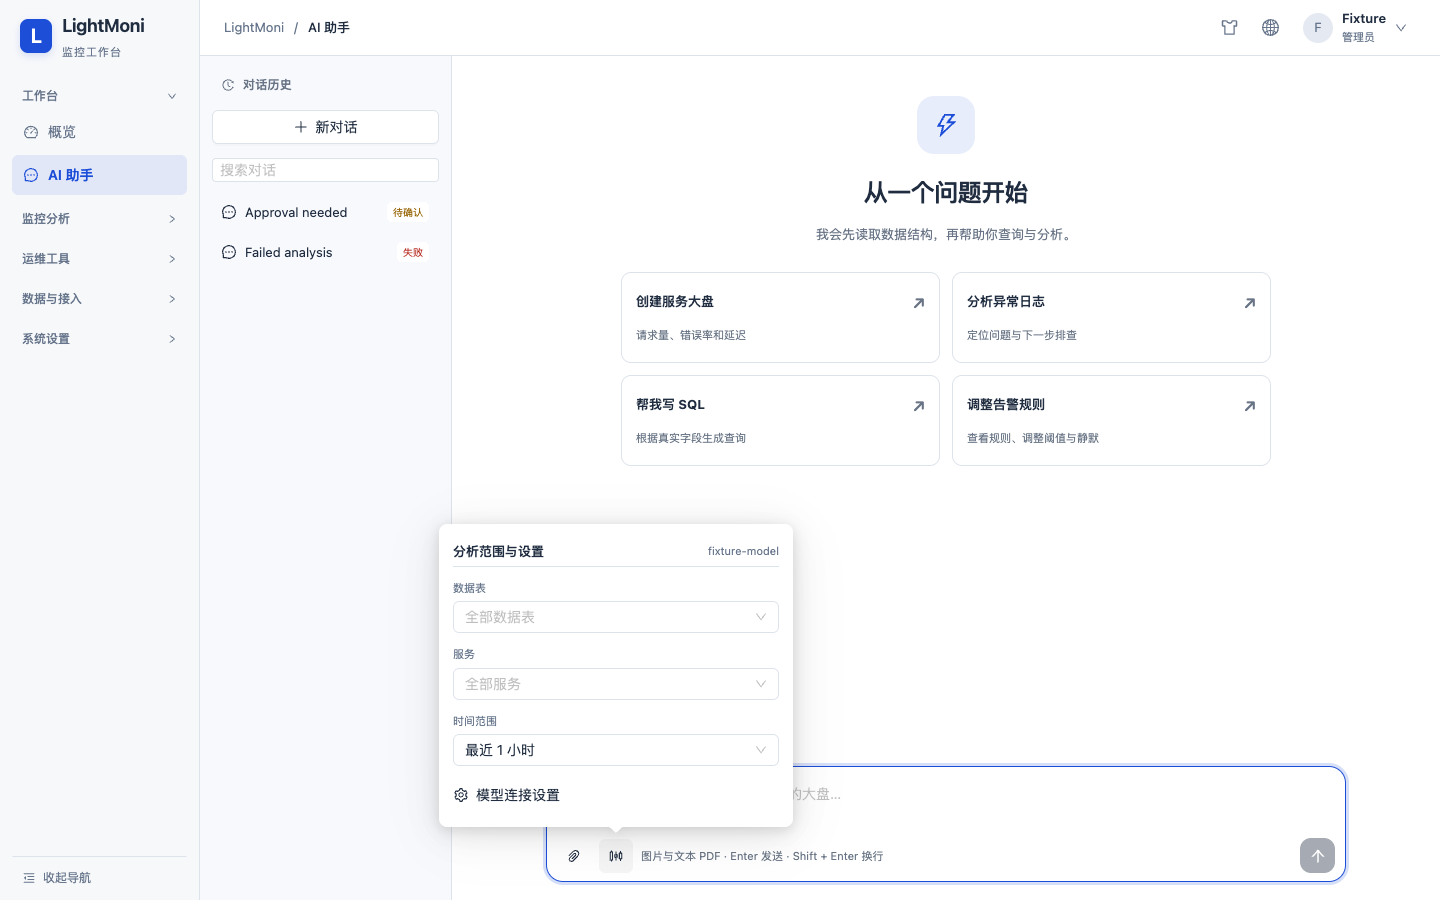 L
LightMoni
监控工作台
LightMoni / AI 助手
F
Fixture
管理员
工作台
概览
AI 助手
监控分析
运维工具
数据与接入
系统设置
收起导航
对话历史
新对话
搜索对话
Approval needed 待确认
Failed analysis 失败
从一个问题开始
我会先读取数据结构，再帮助你查询与分析。
创建服务大盘
请求量、错误率和延迟
分析异常日志
定位问题与下一步排查
帮我写 SQL
根据真实字段生成查询
调整告警规则
查看规则、调整阈值与静默
分析范围与设置 fixture-model
数据表
全部数据表
服务
全部服务
时间范围
最近 1 小时
模型连接设置
的大盘...
图片与文本 PDF · Enter 发送 · Shift + Enter 换行